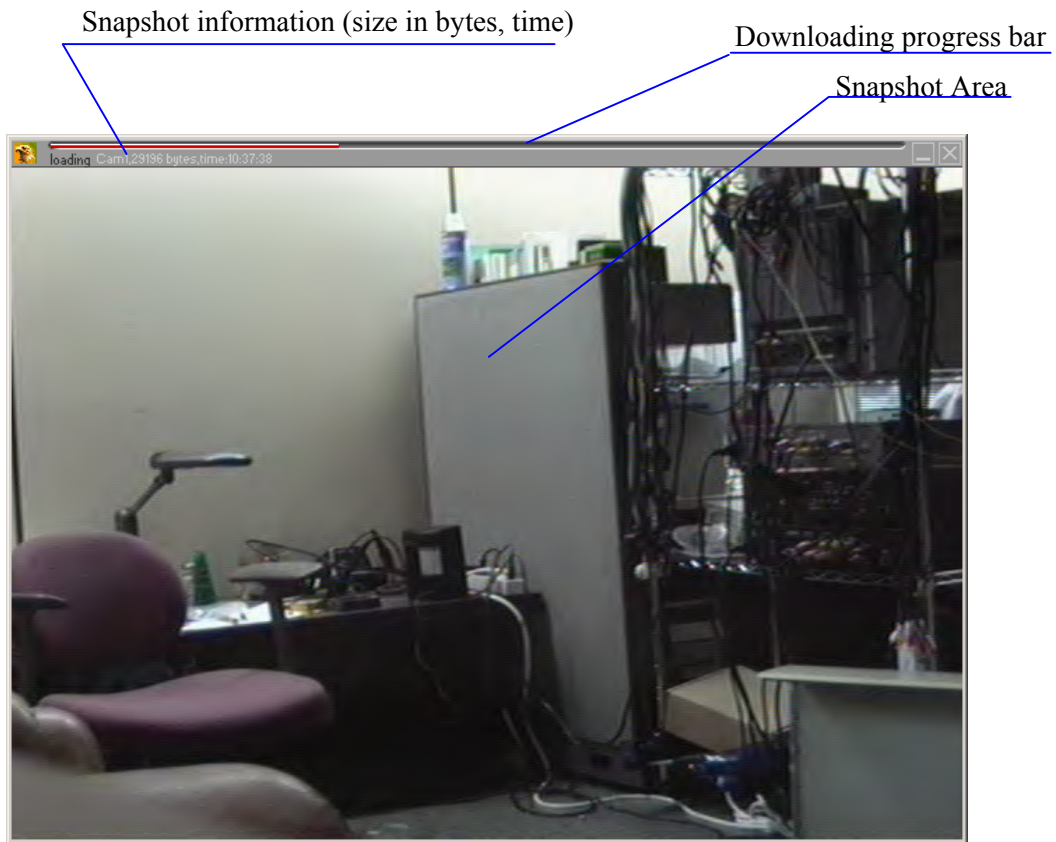 Snapshot information (size in bytes, time)
Downloading progress bar
Snapshot Area
loading Cam1,29196 bytes,time:10:37:38